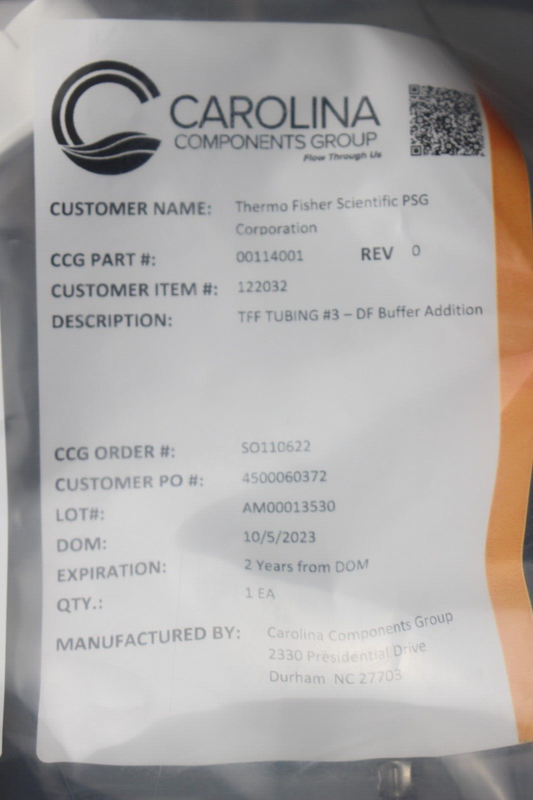 CAROLINA
COMPONENTS GROUP
Flow Through Us
CUSTOMER NAME: Thermo Fisher Scientific PSG
Corporation
CCG PART #: 00114001 REV 0
CUSTOMER ITEM #: 122032
DESCRIPTION: TFF TUBING #3 – DF Buffer Addition
CCG ORDER #: SO110622
CUSTOMER PO #: 4500060372
LOT#: AM00013530
DOM: 10/5/2023
EXPIRATION: 2 Years from DOM
QTY.: 1 EA
MANUFACTURED BY: Carolina Components Group
2330 Presidential Drive
Durham NC 27703